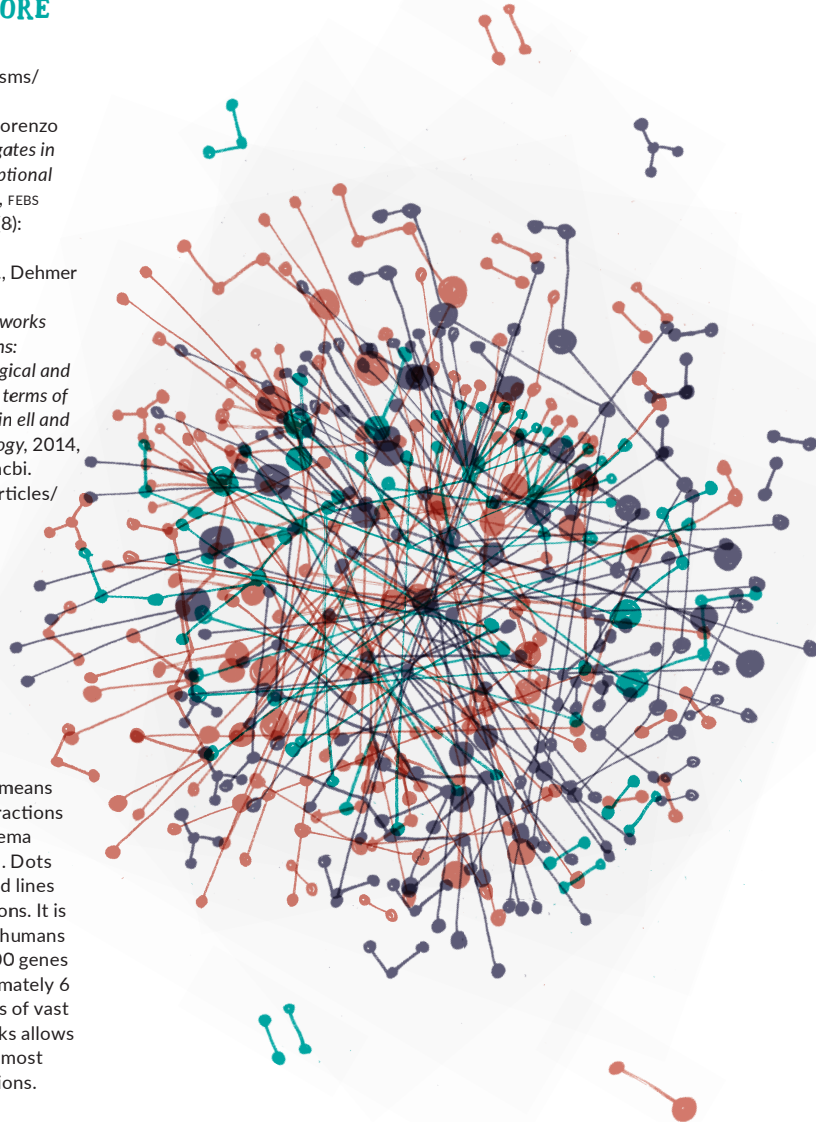 ORE
sms/
orenzo
gates in
ptional
, FEBS
8):
, Dehmer
works
ns:
gical and
terms of
in ell and
ogy, 2014,
ncbi.
rticles/
means
ractions
ema
. Dots
d lines
ons. It is
humans
00 genes
mately 6
s of vast
ks allows
most
ions.